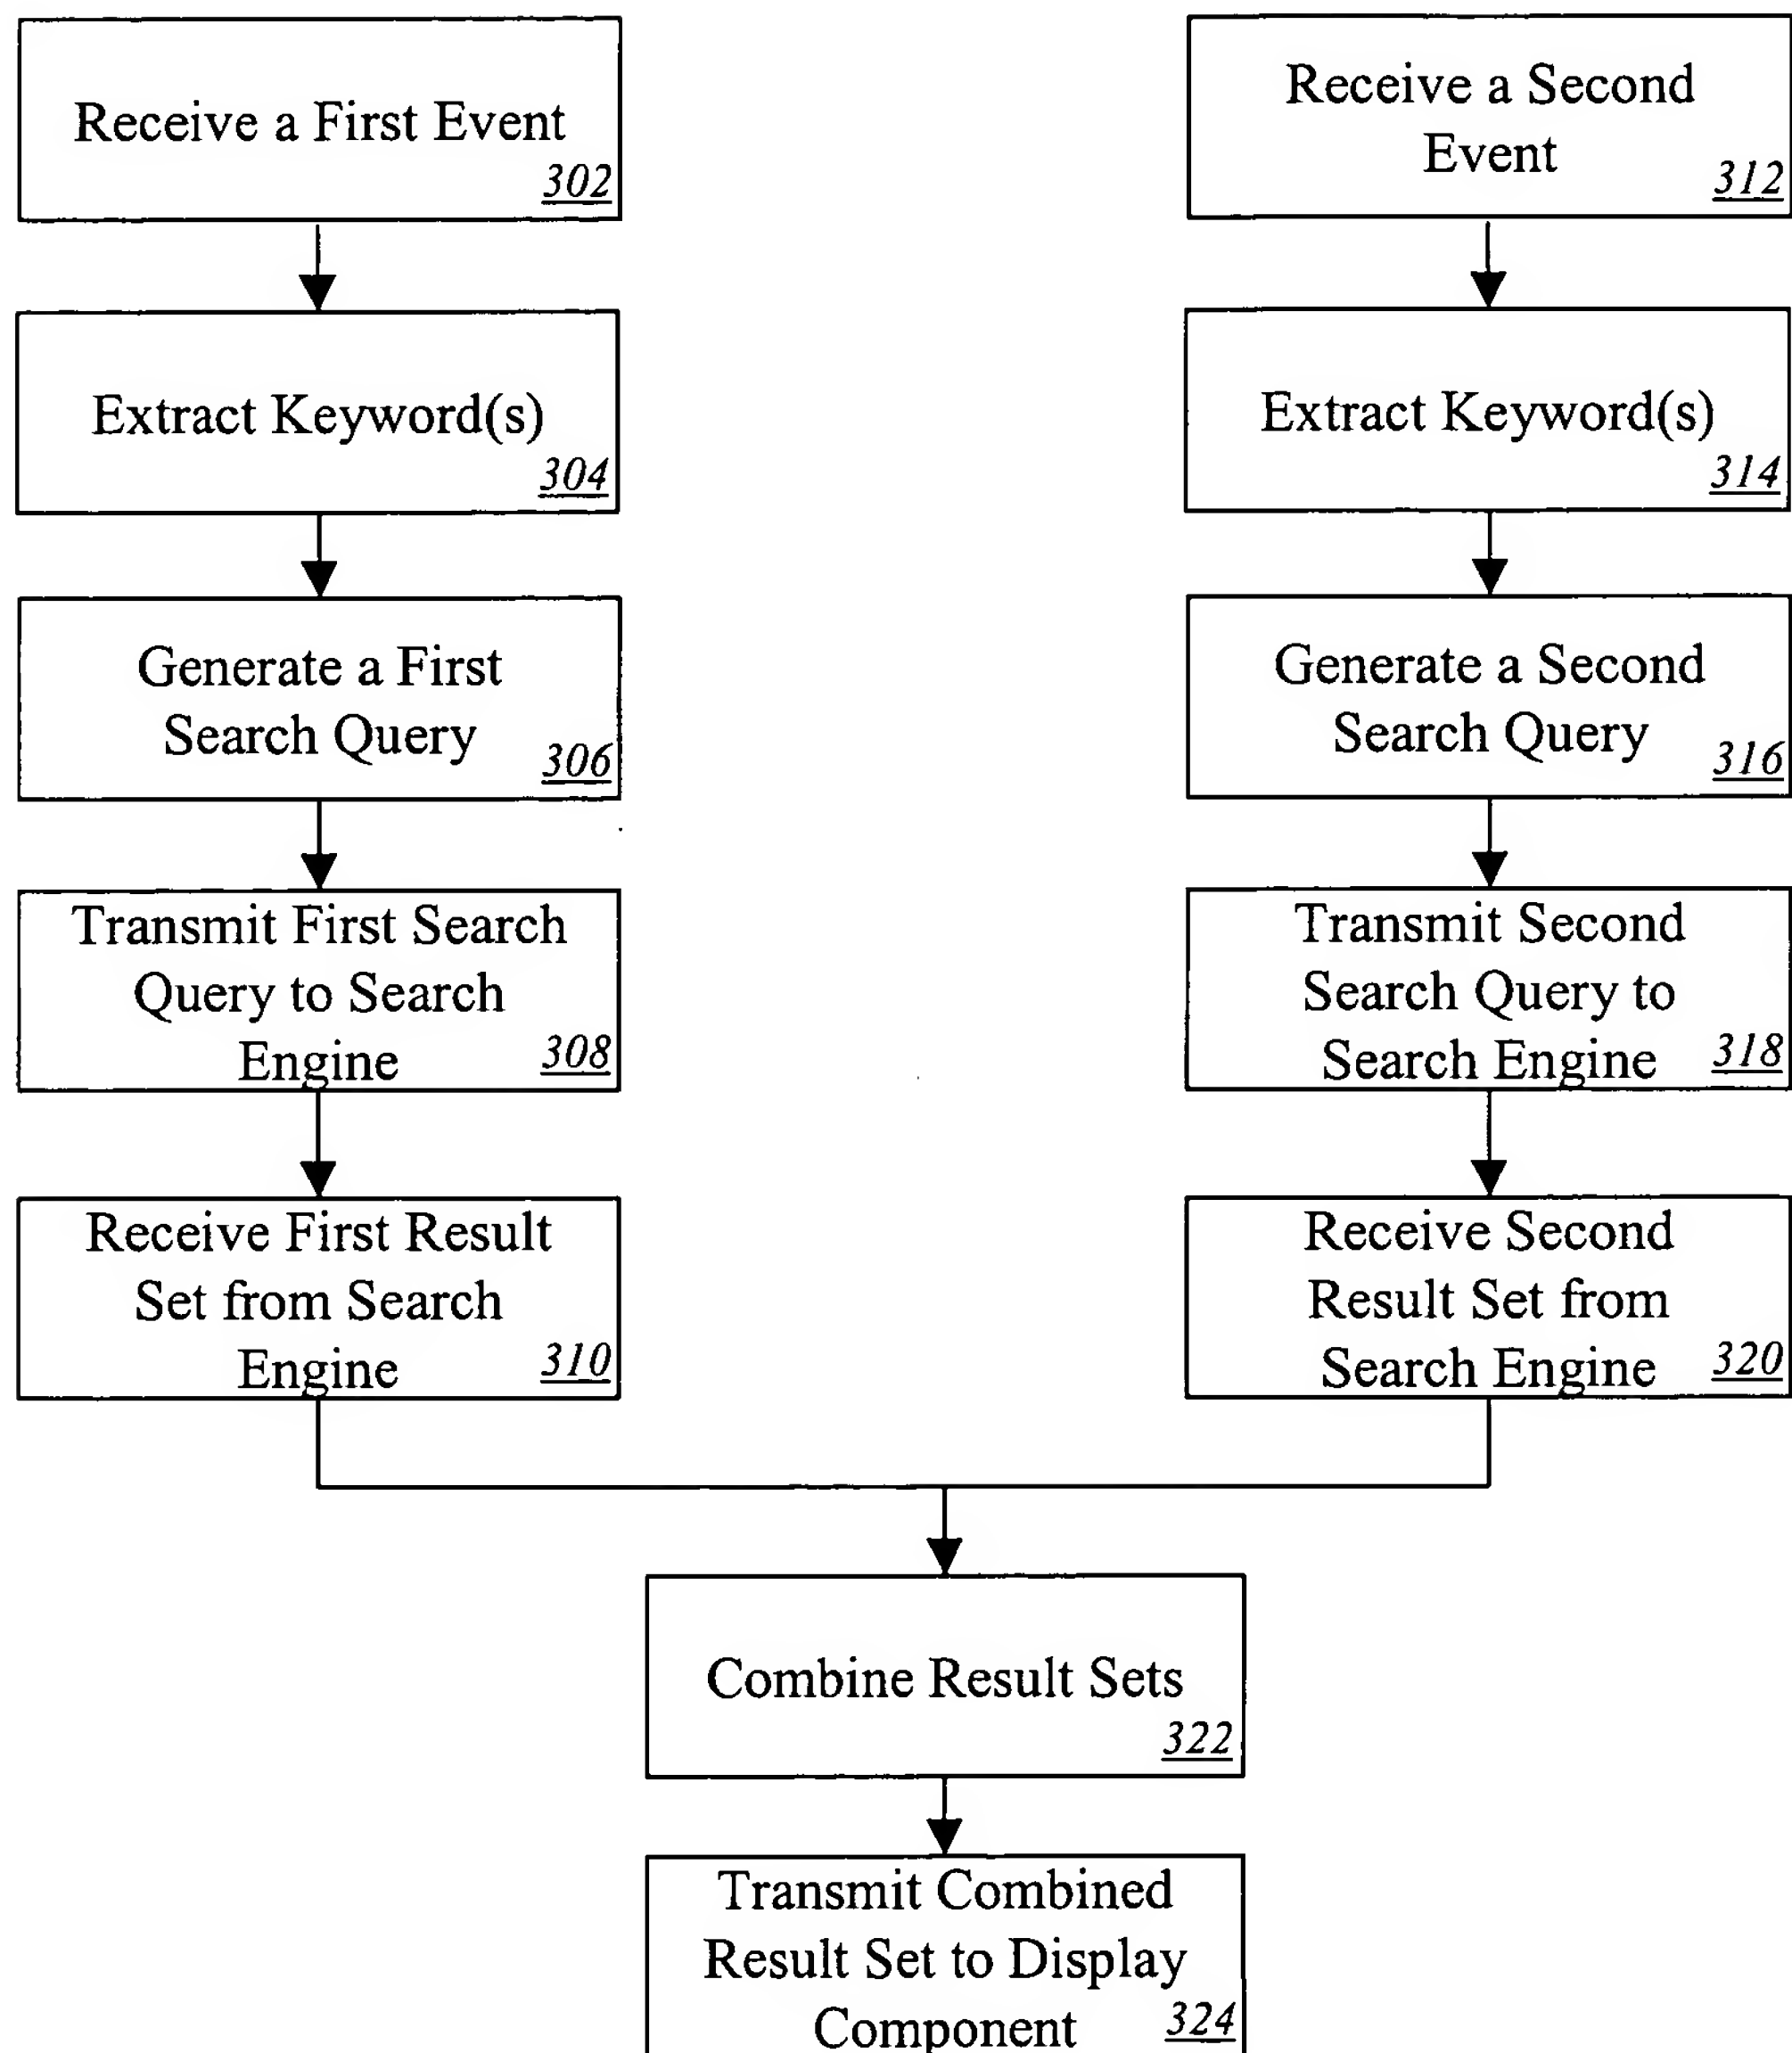 Receive a First Event
302
Extract Keyword(s)
304
Generate a First
Search Query
306
Transmit First Search
Query to Search
Engine
308
Receive First Result
Set from Search
Engine
310
Receive a Second
Event
312
Extract Keyword(s)
314
Generate a Second
Search Query
316
Transmit Second
Search Query to
Search Engine
318
Receive Second
Result Set from
Search Engine
320
Combine Result Sets
322
Transmit Combined
Result Set to Display
Component
324